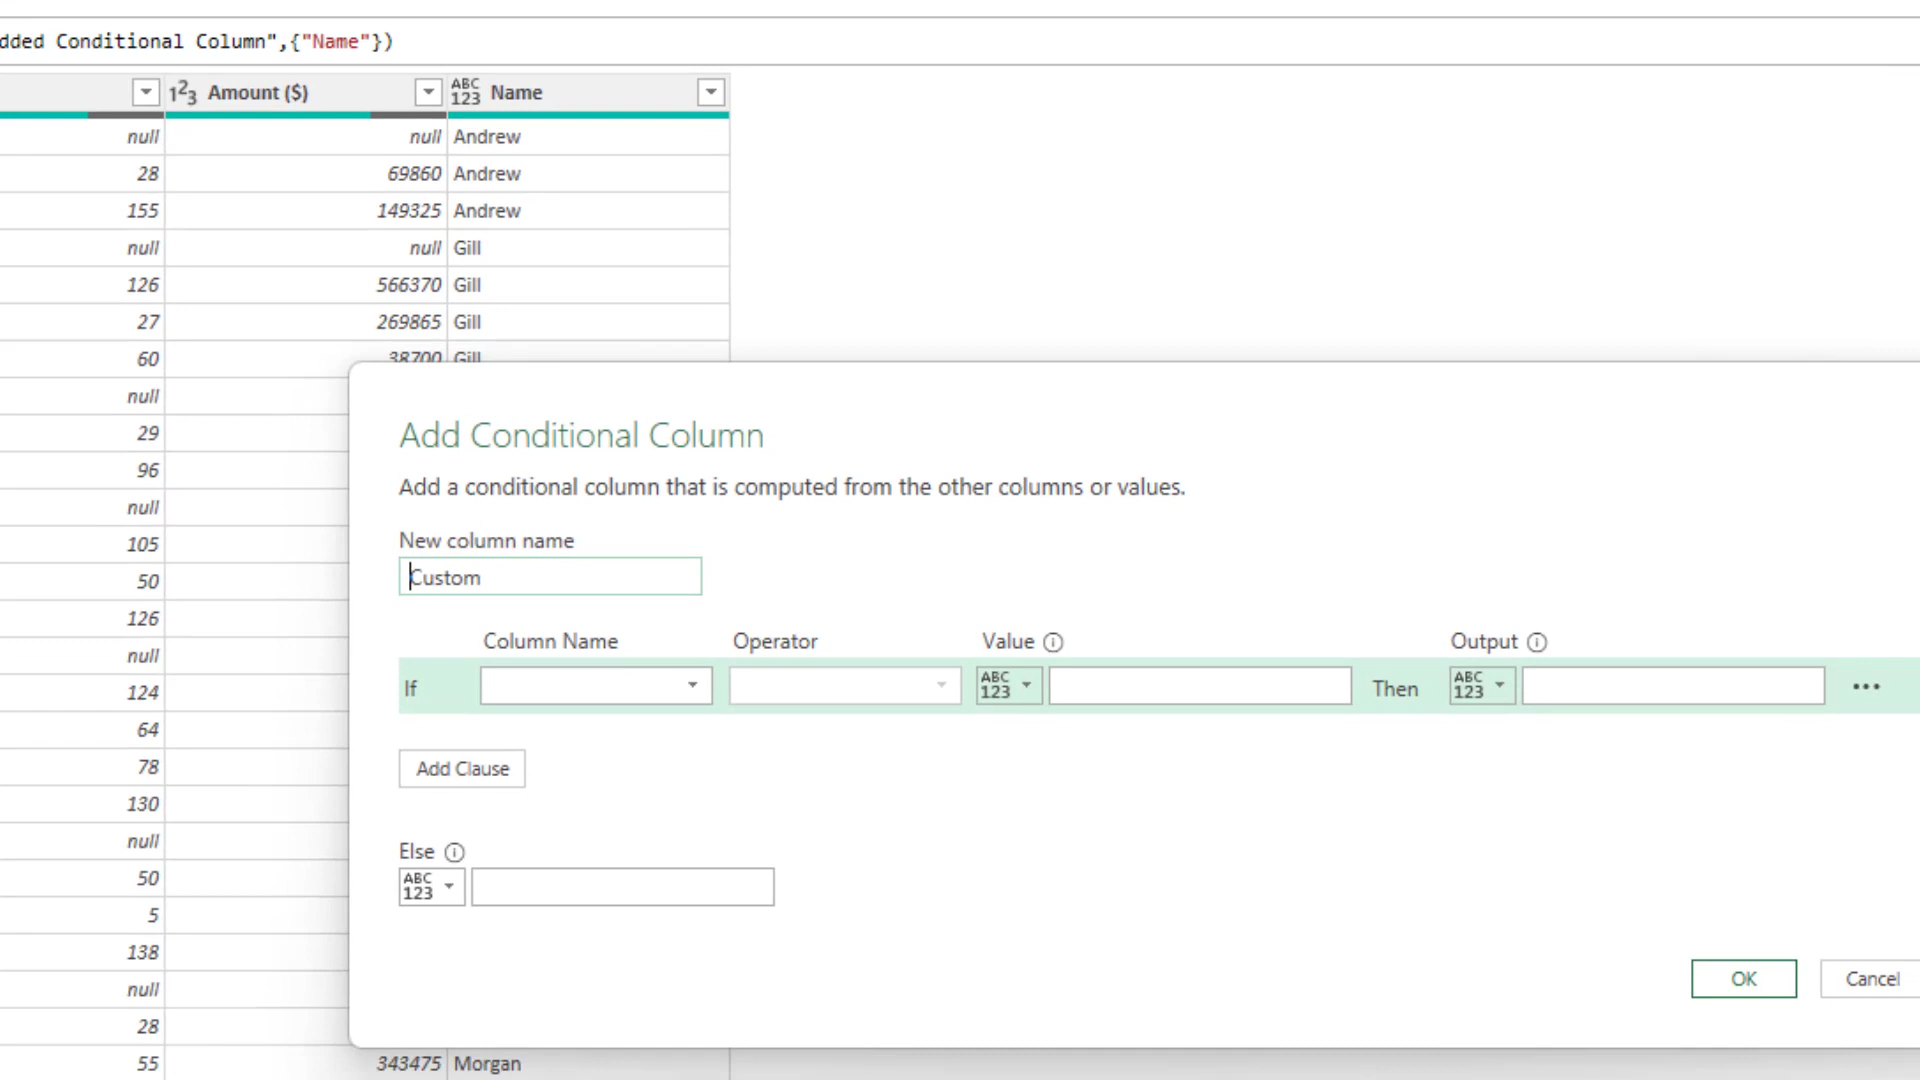 dded Conditional Column",{"Name"})
123 Amount ($) ABC 123 Name
null null Andrew
28 69860 Andrew
155 149325 Andrew
null null Gill
126 566370 Gill
27 269865 Gill
60 38700 Gill
null
29
96
null
105
50
126
null
124
64
78
130
null
50
5
138
null
28
55 343475 Morgan
Add Conditional Column
Add a conditional column that is computed from the other columns or values.
New column name
Custom
Column Name Operator Value Output
If ABC 123 Then ABC 123 •••
Add Clause
Else
ABC 123
OK Cancel